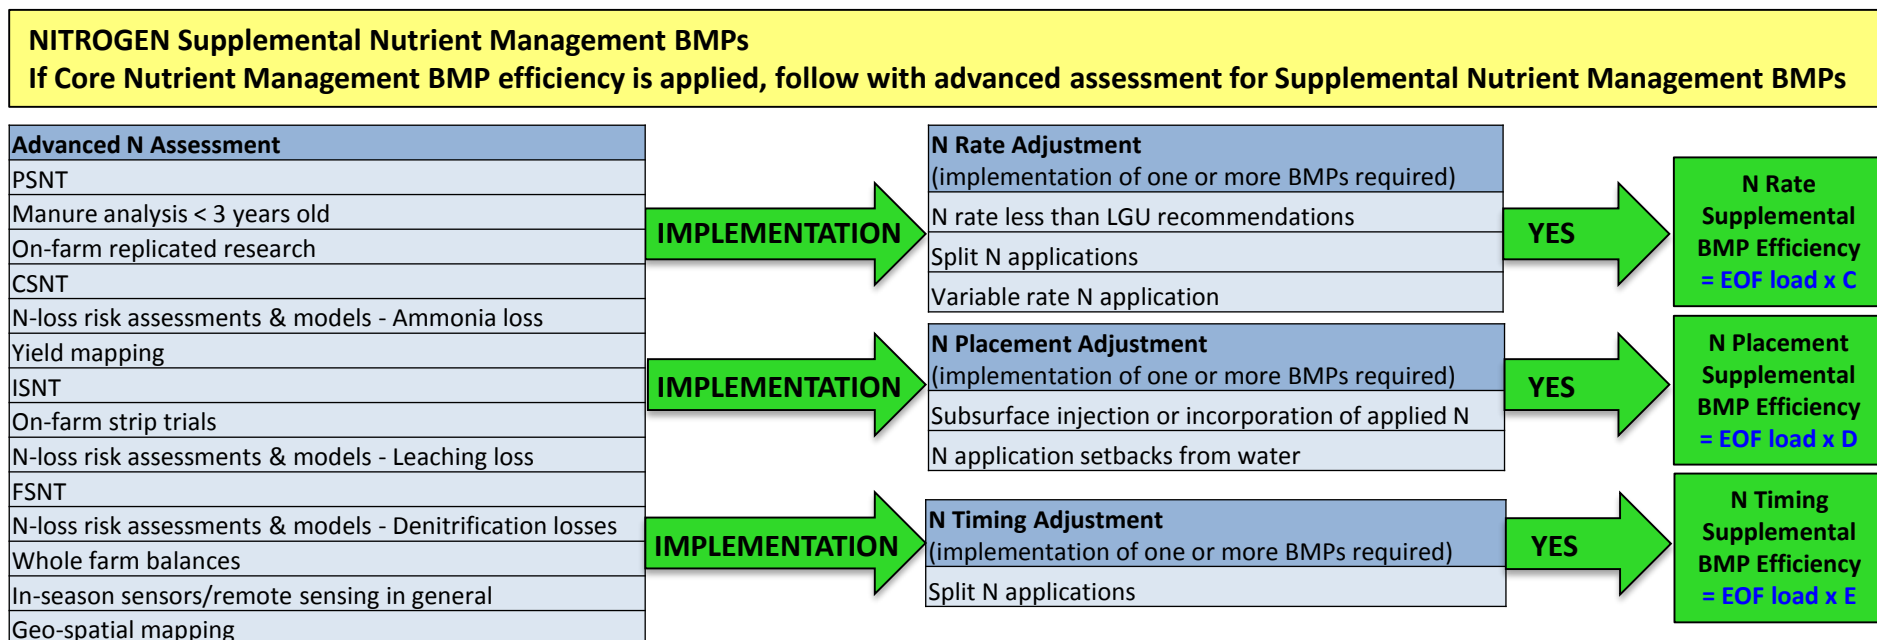 NITROGEN Supplemental Nutrient Management BMPs
If Core Nutrient Management BMP efficiency is applied, follow with advanced assessment for Supplemental Nutrient Management BMPs
Advanced N Assessment
PSNT
Manure analysis < 3 years old
On-farm replicated research
CSNT
N-loss risk assessments & models - Ammonia loss
Yield mapping
ISNT
On-farm strip trials
N-loss risk assessments & models - Leaching loss
FSNT
N-loss risk assessments & models - Denitrification losses
Whole farm balances
In-season sensors/remote sensing in general
Geo-spatial mapping
IMPLEMENTATION
N Rate Adjustment
(implementation of one or more BMPs required)
N rate less than LGU recommendations
Split N applications
Variable rate N application
YES
N Rate
Supplemental
BMP Efficiency
= EOF load x C
IMPLEMENTATION
N Placement Adjustment
(implementation of one or more BMPs required)
Subsurface injection or incorporation of applied N
N application setbacks from water
YES
N Placement
Supplemental
BMP Efficiency
= EOF load x D
IMPLEMENTATION
N Timing Adjustment
(implementation of one or more BMPs required)
Split N applications
YES
N Timing
Supplemental
BMP Efficiency
= EOF load x E